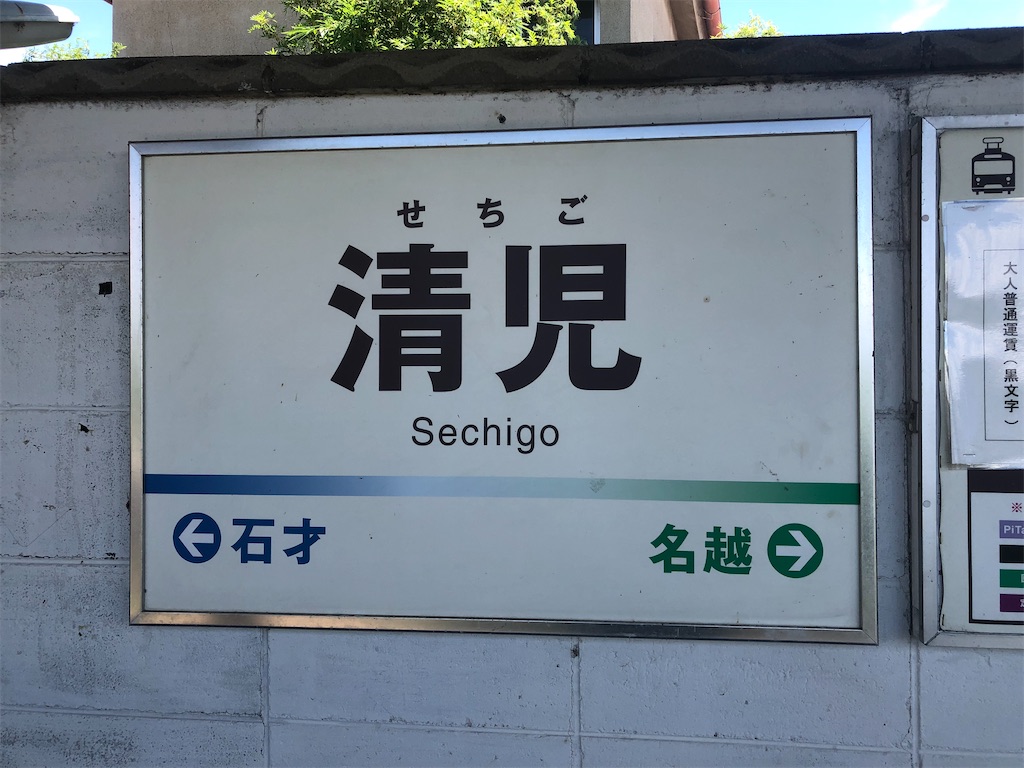 せちご
清児
Sechigo
石才
名越
大人普通運賃(黒文字)
※
PiTa